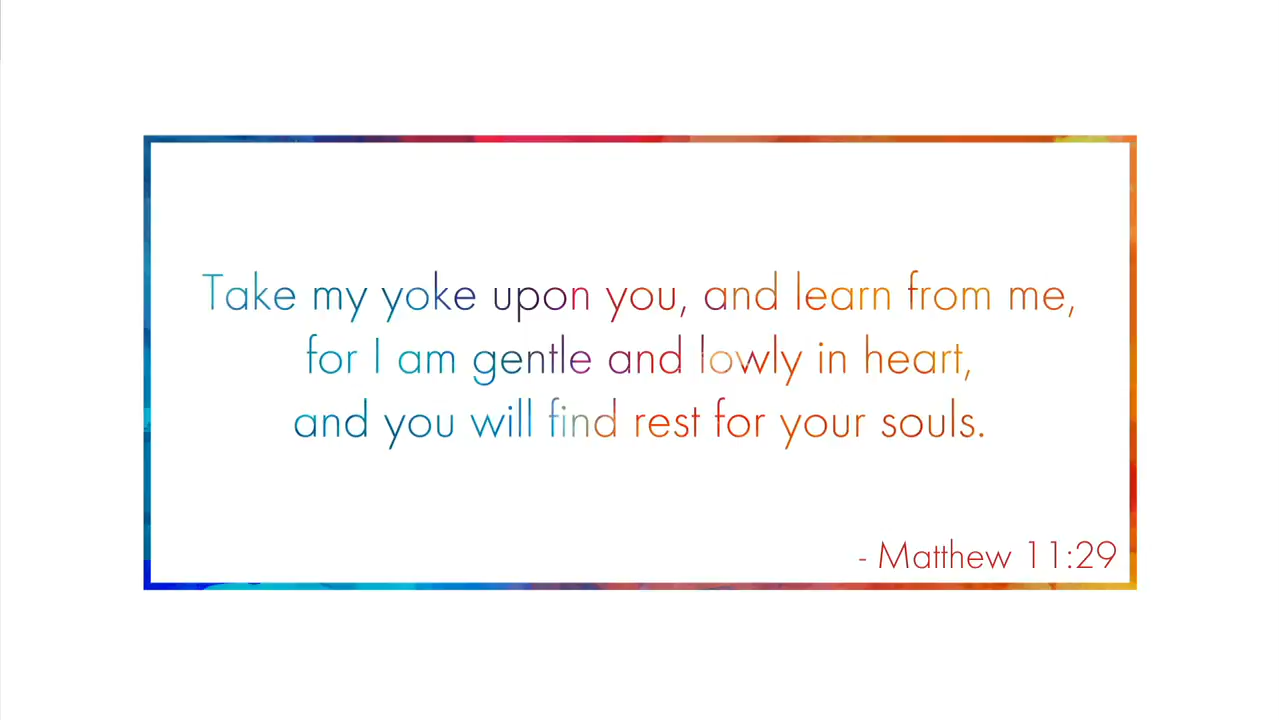 Take my yoke upon you, and learn from me,
for I am gentle and lowly in heart,
and you will find rest for your souls.
- Matthew 11:29